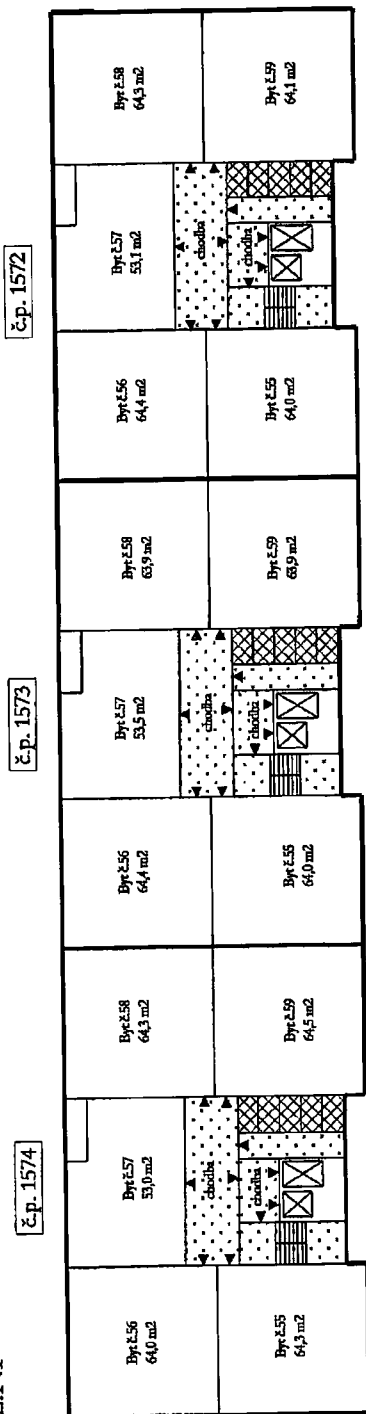 č.p. 1574
č.p. 1573
č.p. 1572
Byt č.56
64,0 m2
Byt č.57
53,0 m2
Byt č.58
64,3 m2
Byt č.56
64,4 m2
Byt č.57
53,5 m2
Byt č.58
63,9 m2
Byt č.56
64,4 m2
Byt č.57
53,1 m2
Byt č.58
64,3 m2
chodba
chodba
chodba
chodba
chodba
chodba
Byt č.55
64,3 m2
Byt č.59
64,5 m2
Byt č.55
64,0 m2
Byt č.59
63,9 m2
Byt č.55
64,0 m2
Byt č.59
64,1 m2